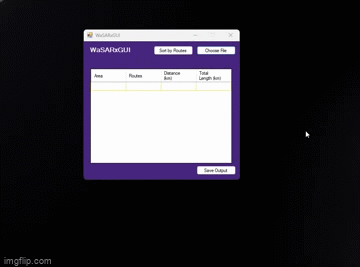 WaSARxGUI
WaSARxGUI
Sort by Routes
Choose File
Area
Routes
Distance
(km)
Total
Length (km)
Save Output
imgflip.com